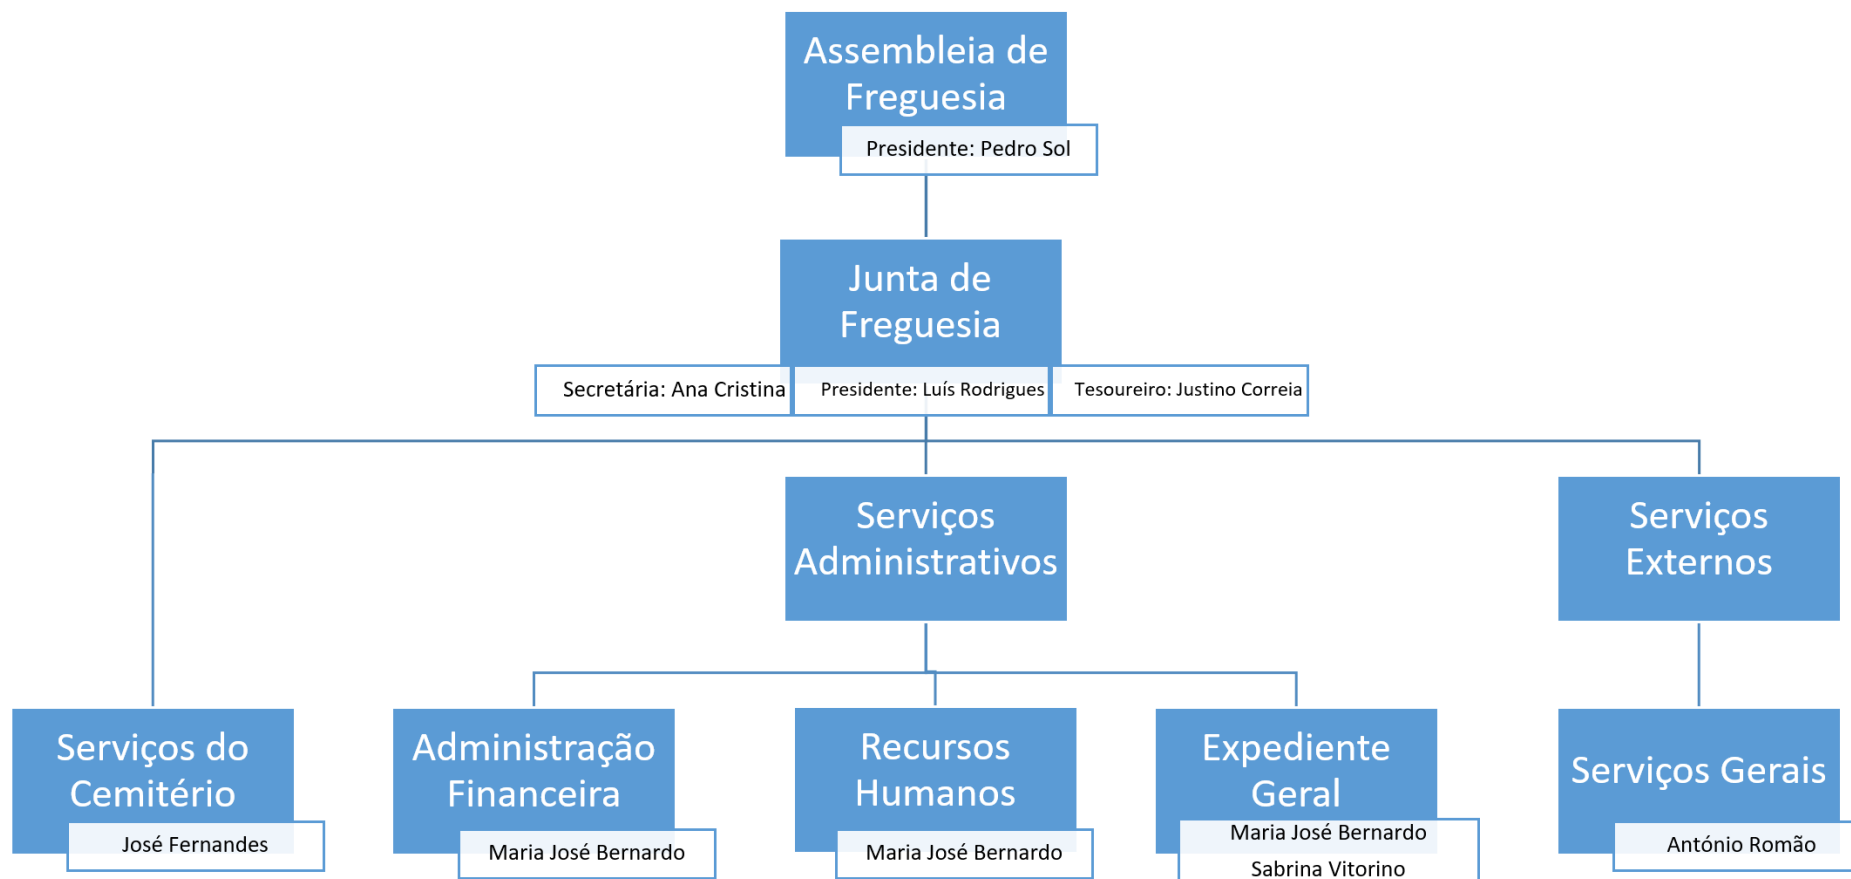 Assembleia de
Freguesia
Presidente: Pedro Sol
Junta de
Freguesia
Secretária: Ana Cristina
Presidente: Luís Rodrigues
Tesoureiro: Justino Correia
Serviços
Administrativos
Serviços
Externos
Serviços do
Cemitério
José Fernandes
Administração
Financeira
Maria José Bernardo
Recursos
Humanos
Maria José Bernardo
Expediente
Geral
Maria José Bernardo
Sabrina Vitorino
Serviços Gerais
António Romão